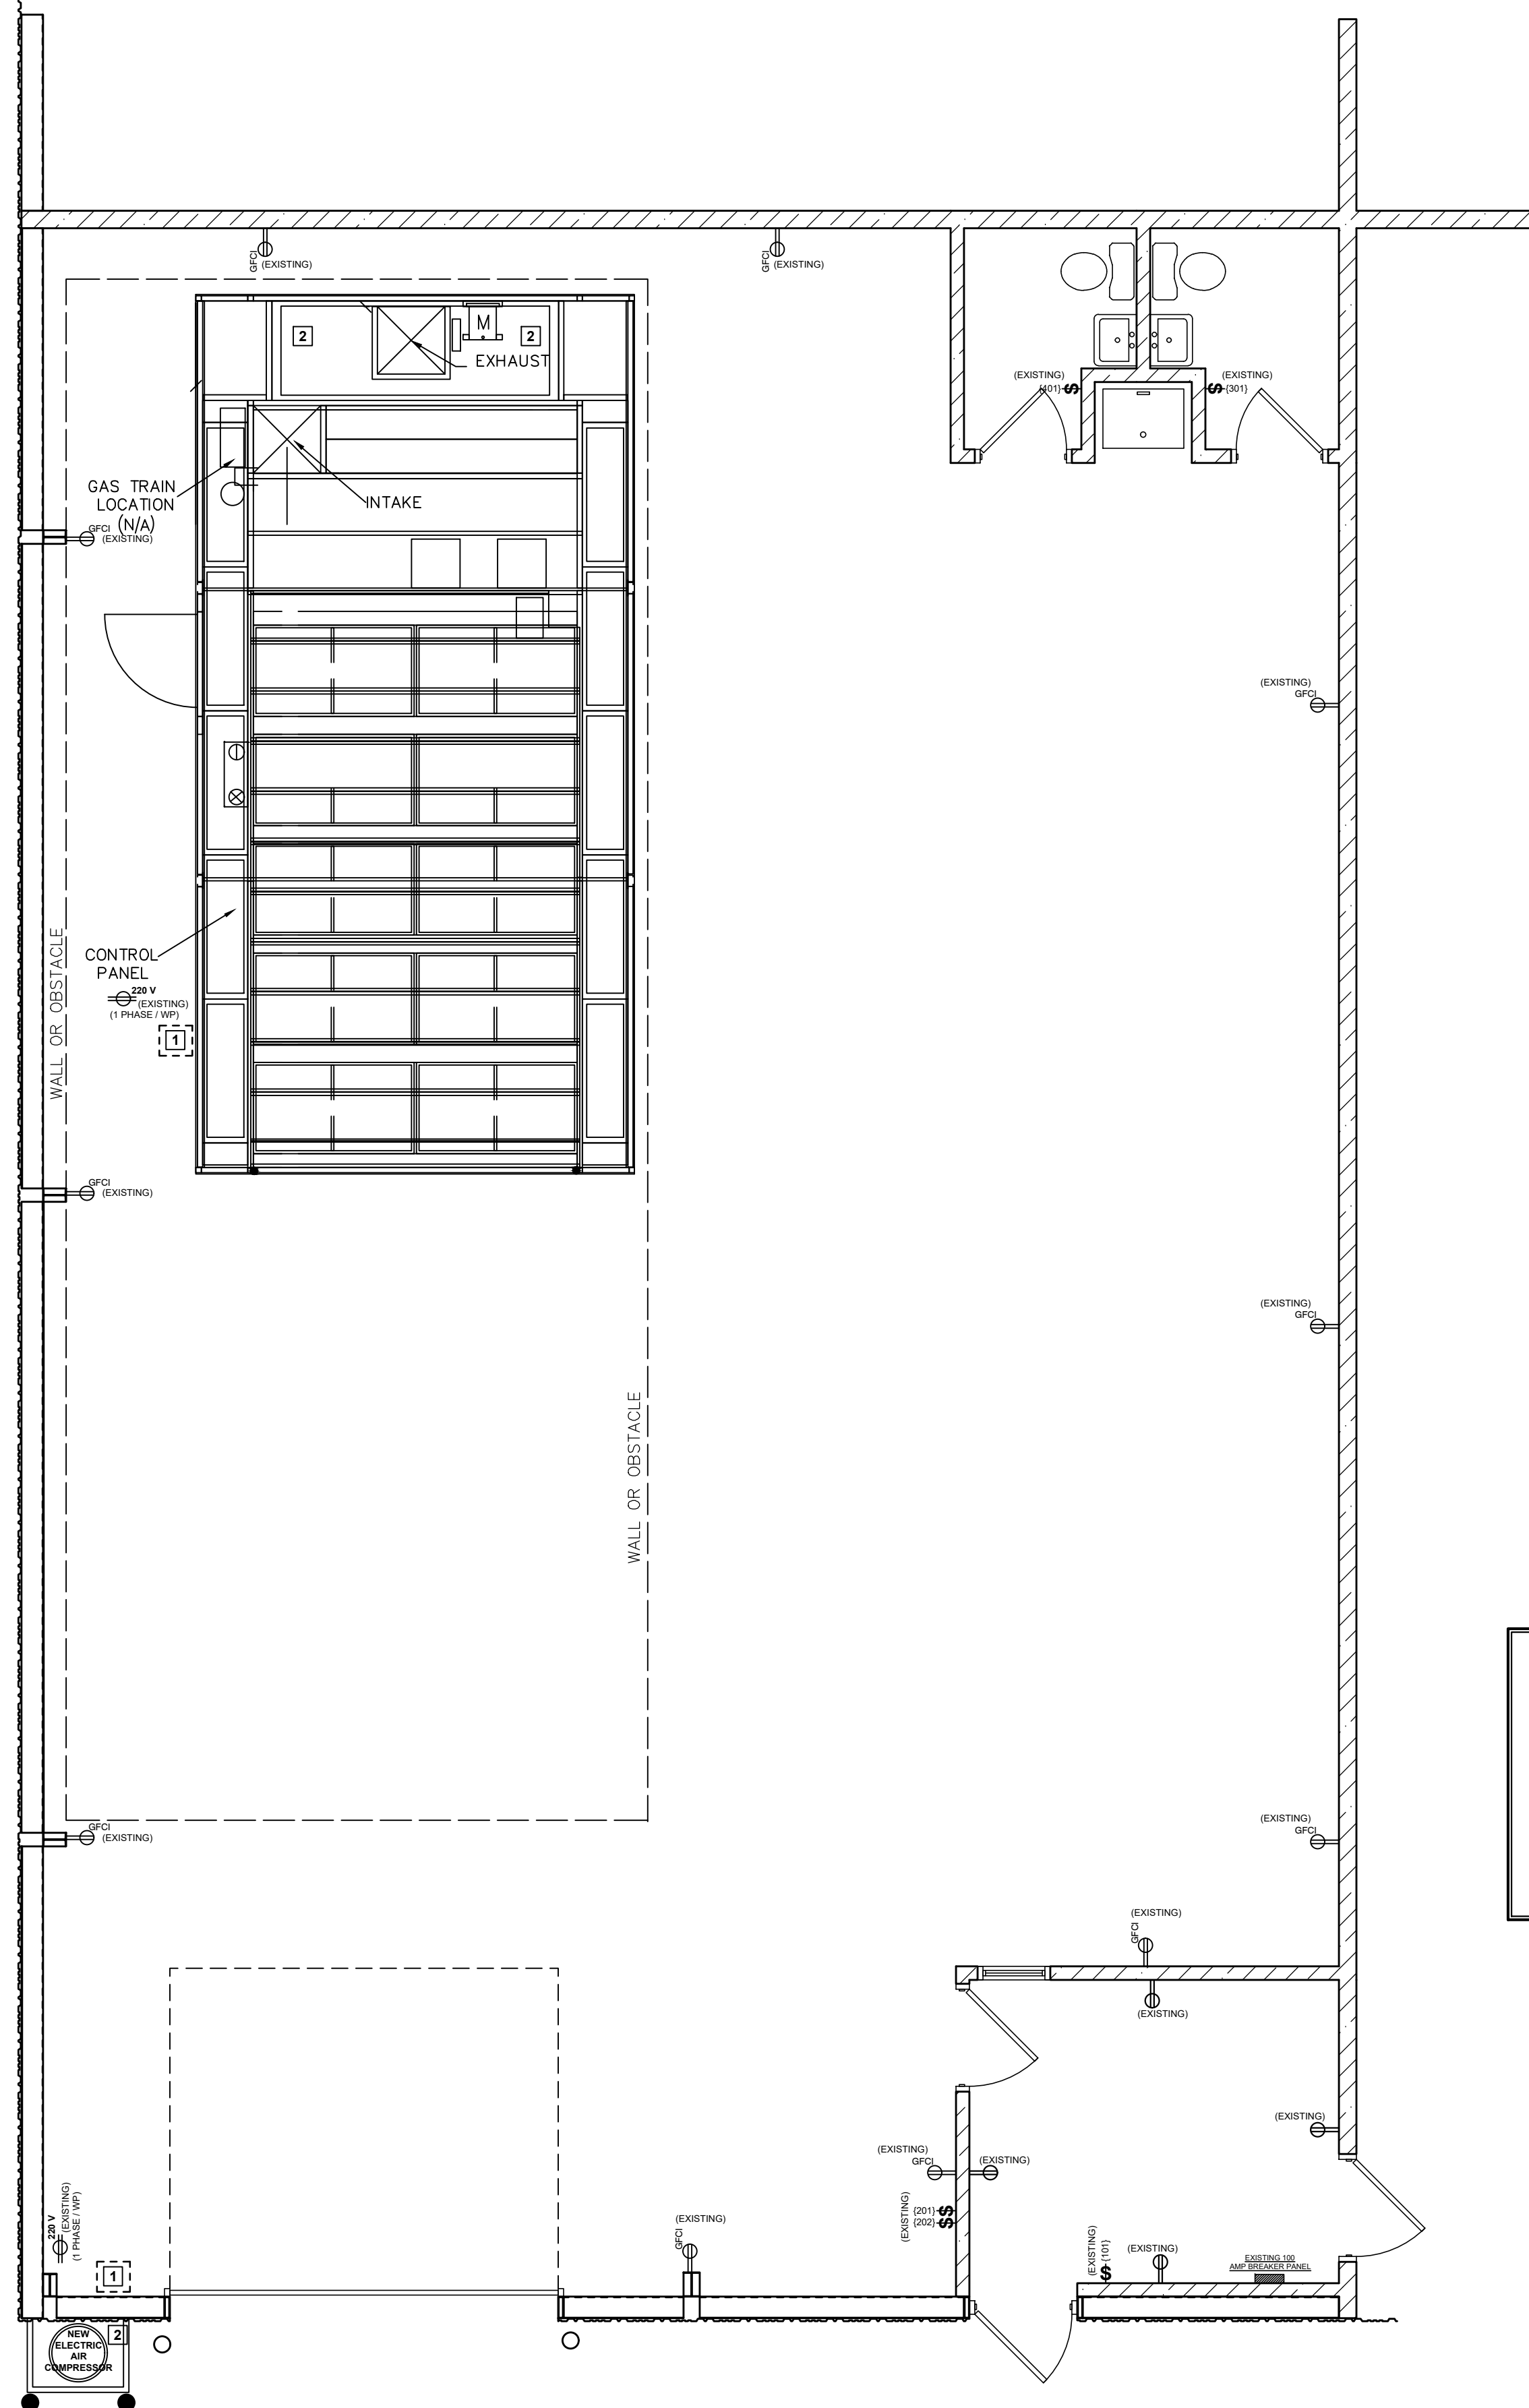 GFCI
(EXISTING)
GFCI
(EXISTING)
2
M
2
EXHAUST
(EXISTING)
{401}
$
(EXISTING)
$
{301}
GAS TRAIN
LOCATION
(N/A)
INTAKE
GFCI
(EXISTING)
(EXISTING)
GFCI
WALL OR OBSTACLE
CONTROL
PANEL
220 V
(EXISTING)
(1 PHASE / WP)
1
GFCI
(EXISTING)
(EXISTING)
GFCI
WALL OR OBSTACLE
GFCI
(EXISTING)
(EXISTING)
GFCI
(EXISTING)
GFCI
(EXISTING)
(EXISTING)
(EXISTING)
GFCI
(EXISTING)
(EXISTING)
{201}
$
{202}
$
220 V
(EXISTING)
(1 PHASE / WP)
1
(EXISTING)
GFCI
(EXISTING)
{101}
$
(EXISTING)
EXISTING 100
AMP BREAKER PANEL
NEW
ELECTRIC
AIR
COMPRESSOR
2